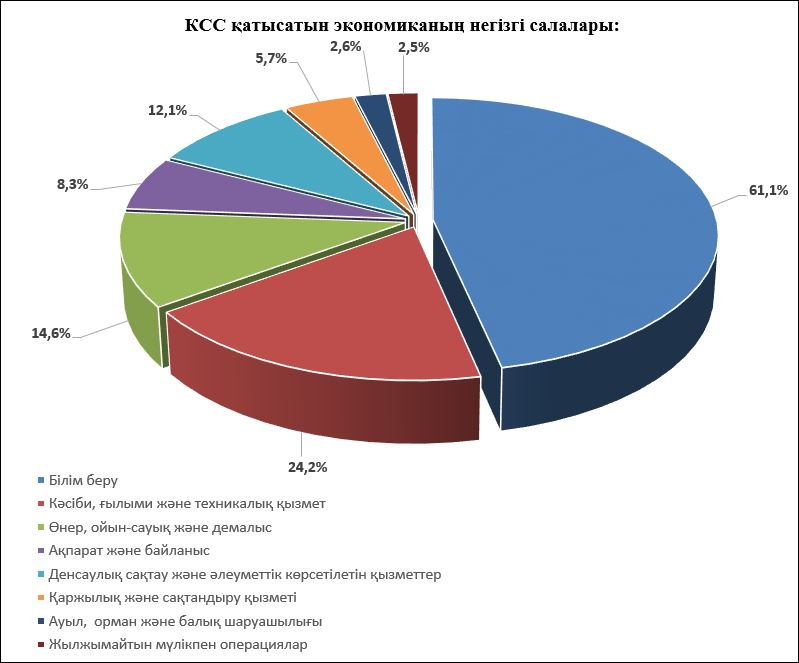 КСС қатысатын экономиканың негізгі салалары:
2,6%
2,5%
5,7%
12,1%
8,3%
61,1%
14,6%
24,2%
Білім беру
Кәсіби, ғылыми және техникалық қызмет
Өнер, ойын-сауық және демалыс
Ақпарат және байланыс
Денсаулық сақтау және әлеуметтік көрсетілетін қызметтер
Қаржылық және сақтандыру қызметі
Ауыл, орман және балық шаруашылығы
Жылжымайтын мүлікпен операциялар